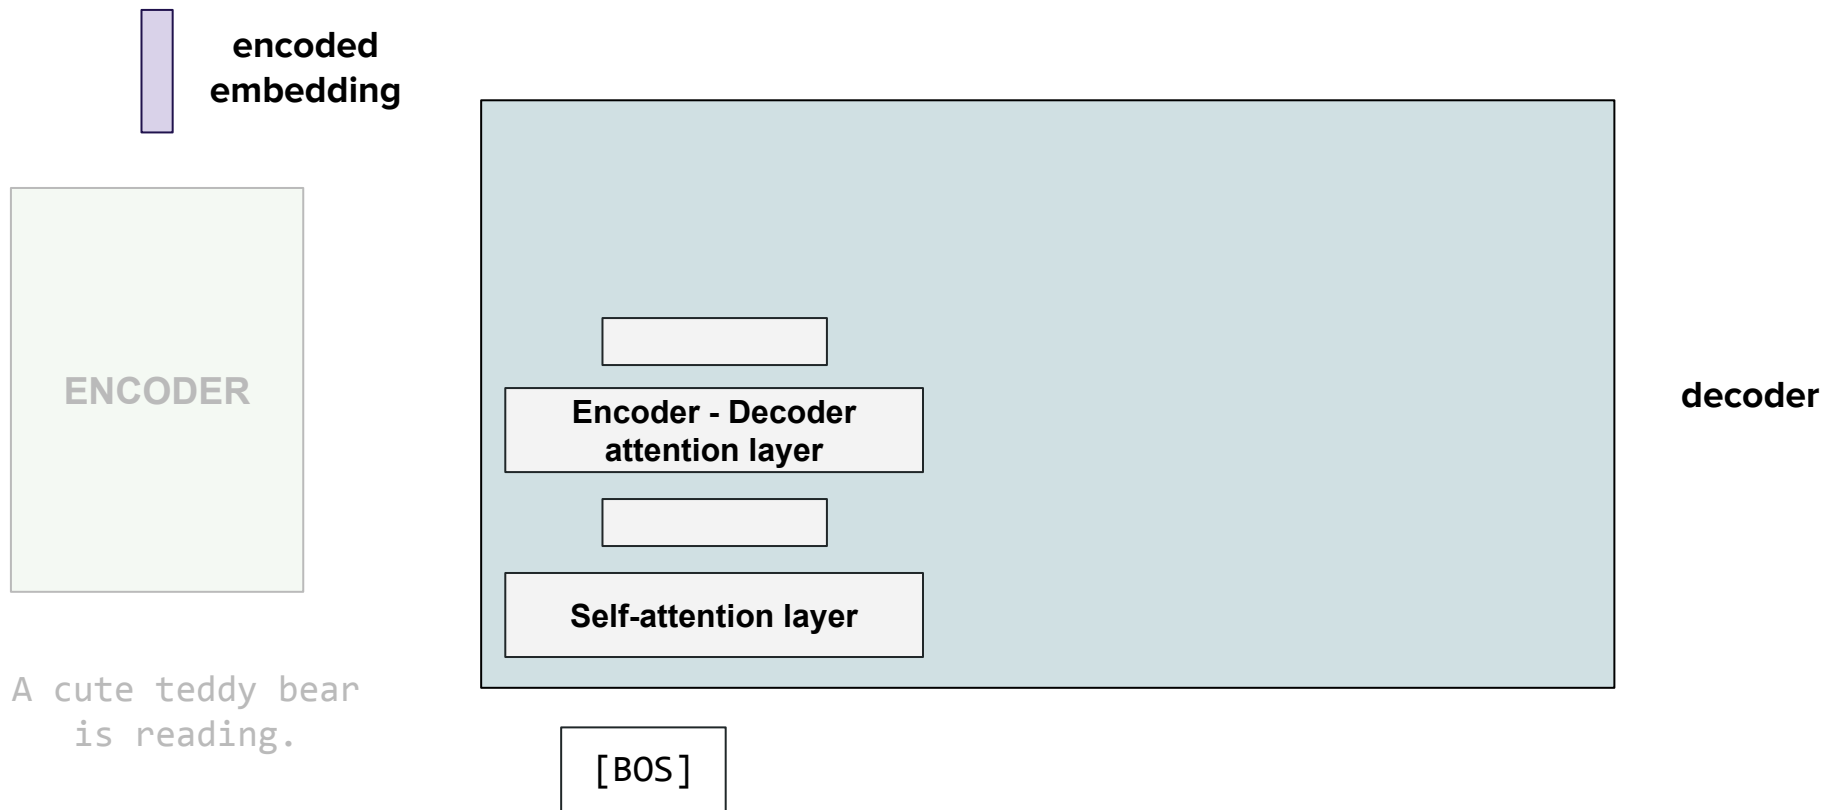 encoded
embedding
ENCODER
Encoder - Decoder
attention layer
decoder
Self-attention layer
A cute teddy bear
is reading.
[BOS]